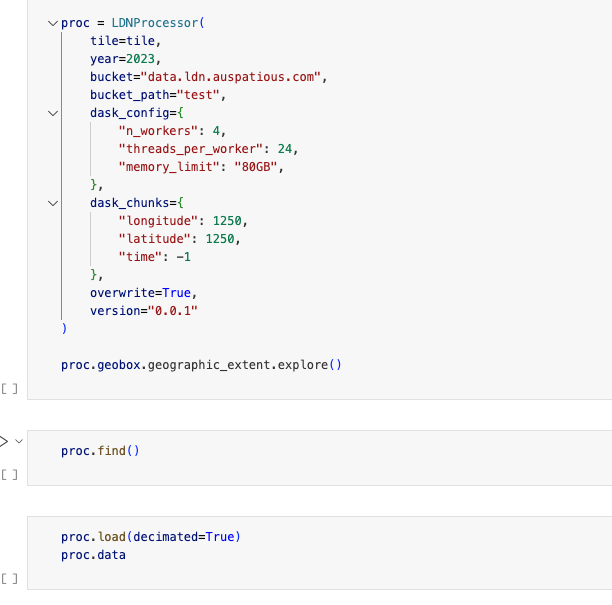 proc = LDNProcessor(
    tile=tile,
    year=2023,
    bucket="data.ldn.auspatious.com",
    bucket_path="test",
    dask_config={
        "n_workers": 4,
        "threads_per_worker": 24,
        "memory_limit": "80GB",
    },
    dask_chunks={
        "longitude": 1250,
        "latitude": 1250,
        "time": -1
    },
    overwrite=True,
    version="0.0.1"
)
proc.geobox.geographic_extent.explore()
[ ]
proc.find()
[ ]
proc.load(decimated=True)
proc.data
[ ]